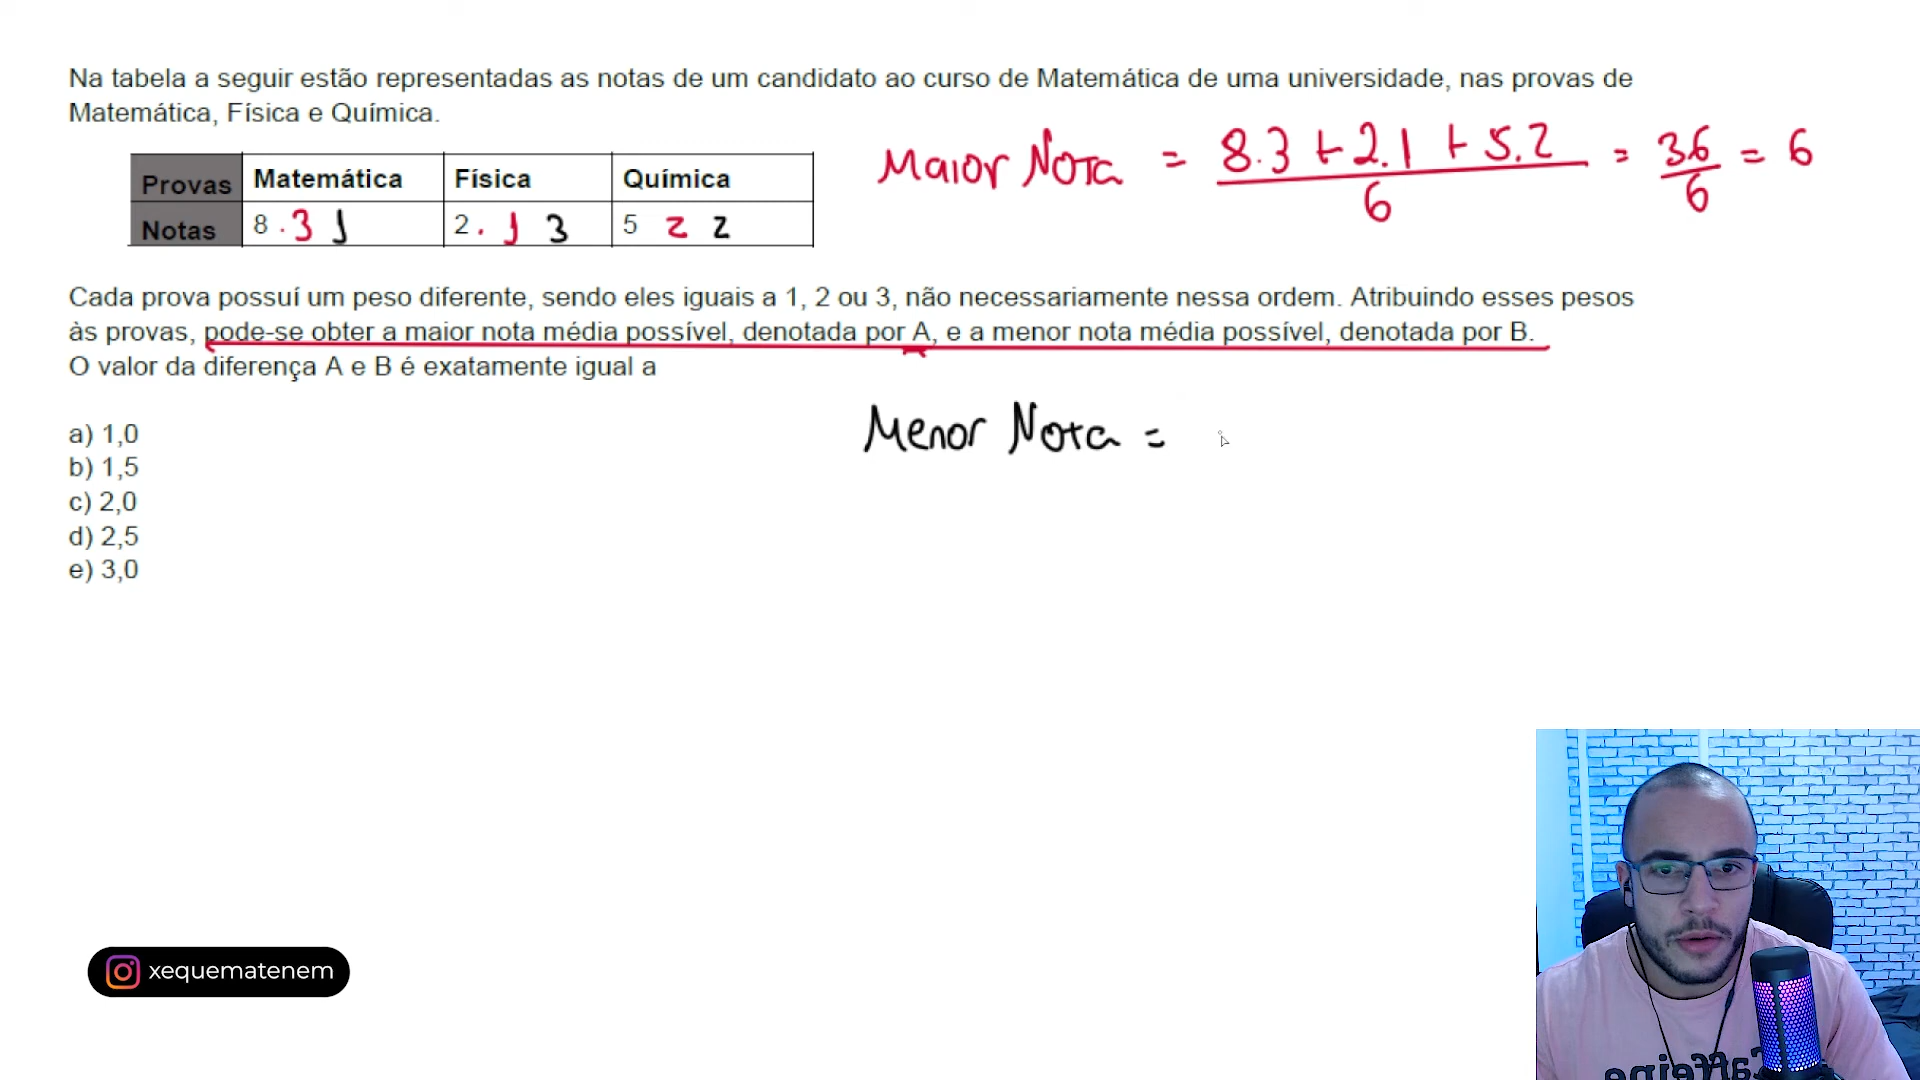 Na tabela a seguir estão representadas as notas de um candidato ao curso de Matemática de uma universidade, nas provas de
Matemática, Física e Química.
Maior Nota = 8.3 + 2.1 + 5.2 / 6 = 36/6 = 6
Provas Matemática Física Química
Notas 8 .3 1 2 .1 3 5 2 2
Cada prova possuí um peso diferente, sendo eles iguais a 1, 2 ou 3, não necessariamente nessa ordem. Atribuindo esses pesos
às provas, pode-se obter a maior nota média possível, denotada por A, e a menor nota média possível, denotada por B.
O valor da diferença A e B é exatamente igual a
Menor Nota =
a) 1,0
b) 1,5
c) 2,0
d) 2,5
e) 3,0
xequematenem
Caffeine